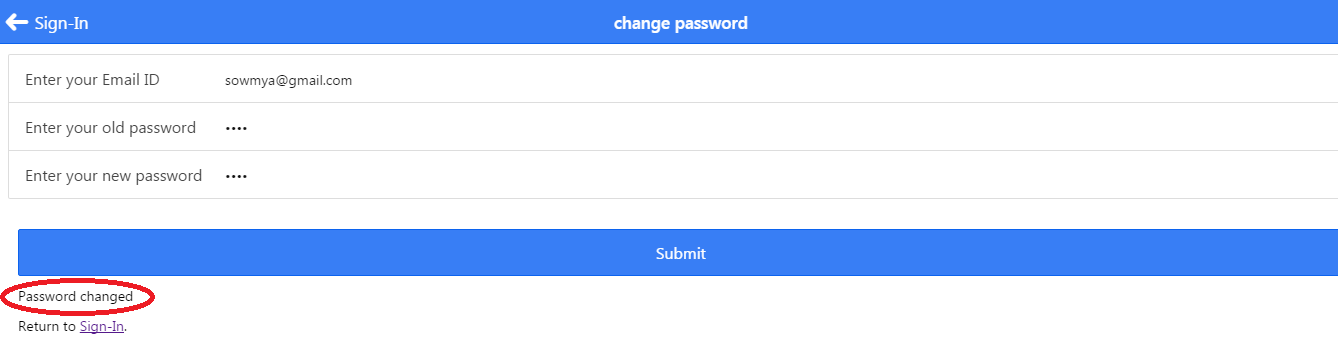 Sign-In
change password
Enter your Email ID sowmya@gmail.com
Enter your old password ••••
Enter your new password ••••
Submit
Password changed
Return to Sign-In.